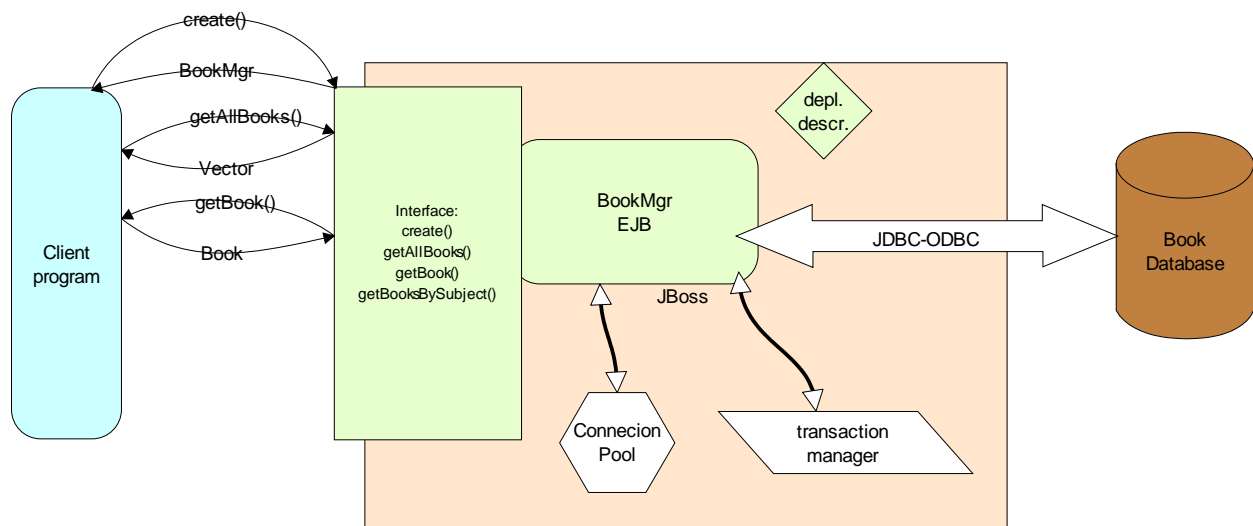 create()
BookMgr
getAllBooks()
Vector
getBook()
Book
Client
program
Interface:
create()
getAllBooks()
getBook()
getBooksBySubject()
BookMgr
EJB
JBoss
depl.
descr.
JDBC-ODBC
Book
Database
Connecion
Pool
transaction
manager